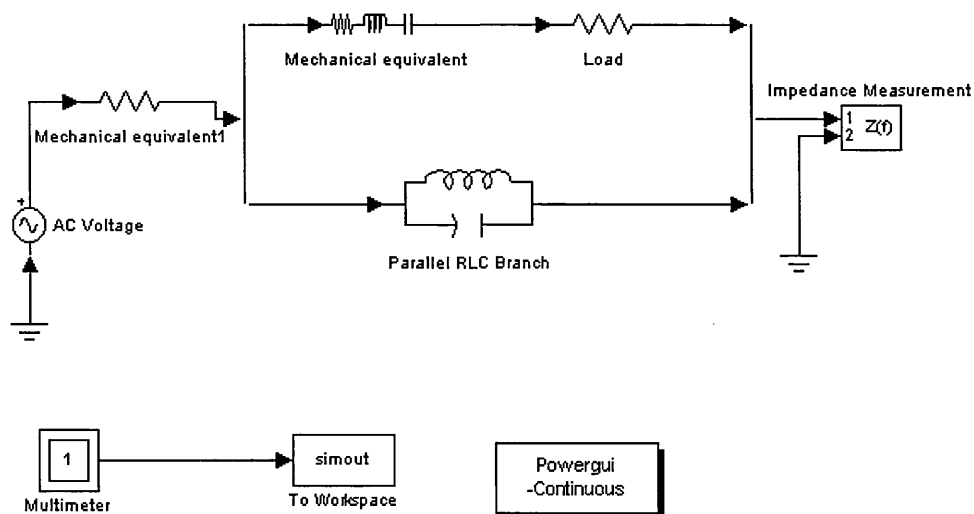 Mechanical equivalent
Load
Impedance Measurement
Mechanical equivalent1
1
2
Z(f)
+
AC Voltage
Parallel RLC Branch
1
simout
Powergui
-Continuous
Multimeter
To Workspace